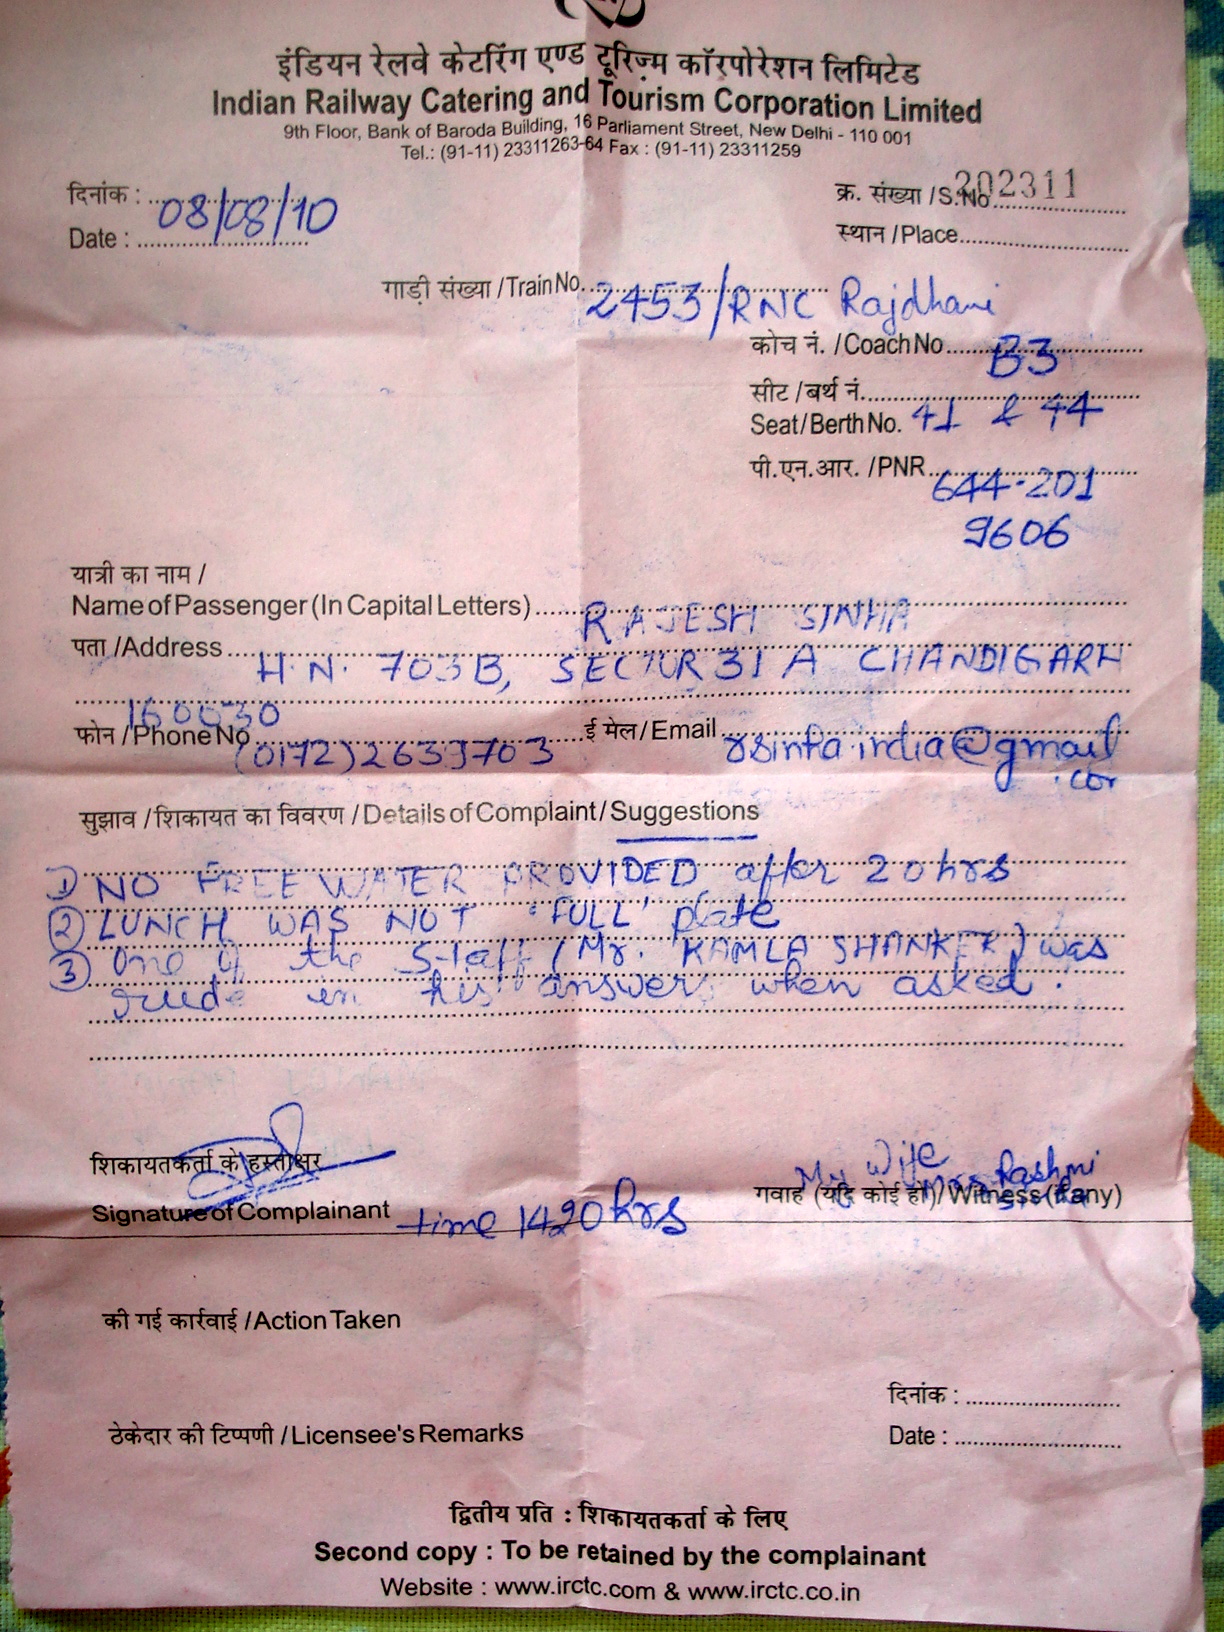 इंडियन रेलवे केटरिंग एण्ड टूरिज्म कॉरपोरेशन लिमिटेड
Indian Railway Catering and Tourism Corporation Limited
9th Floor, Bank of Baroda Building, 16 Parliament Street, New Delhi - 110 001
Tel.: (91-11) 23311263-64 Fax : (91-11) 23311259
दिनांक :
Date : 08/08/10
क्र. संख्या /S.No 202311
स्थान /Place
गाड़ी संख्या /Train No. 2453/RNC Rajdhani
कोच नं. /Coach No B3
सीट / बर्थ नं.
Seat/Berth No. 41 & 44
पी.एन.आर. /PNR 644-201
9606
यात्री का नाम /
Name of Passenger (In Capital Letters) RAJESH SINHA
पता /Address H.N. 703B, SECTOR 31 A CHANDIGARH
160030
फोन /Phone No (0172)2639703 ई मेल / Email rsinha.india@gmail
.com
सुझाव / शिकायत का विवरण / Details of Complaint / Suggestions
1) NO FREE WATER PROVIDED after 20 hrs
2) LUNCH WAS NOT 'FULL' plate
3) One of the Staff (Mr. KAMLA SHANKER) was
rude in his answers when asked.
शिकायतकर्ता के हस्ताक्षर
Signature of Complainant time 1420 hrs
My Wife
Mrs Rashmi
गवाह (यदि कोई हो)/ Witness (if any)
की गई कार्रवाई / Action Taken
दिनांक :
ठेकेदार की टिप्पणी / Licensee's Remarks
Date :
द्वितीय प्रति : शिकायतकर्ता के लिए
Second copy : To be retained by the complainant
Website : www.irctc.com & www.irctc.co.in